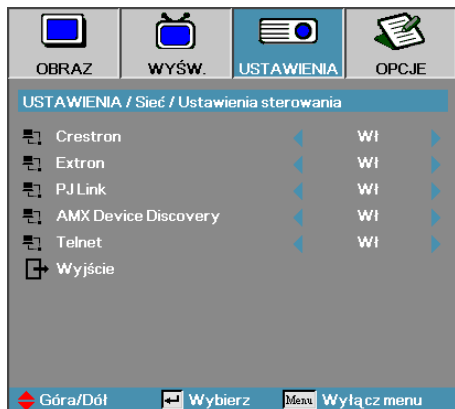 OBRAZ WYŚW. USTAWIENIA OPCJE
USTAWIENIA / Sieć / Ustawienia sterowania
Crestron Wł
Extron Wł
PJ Link Wł
AMX Device Discovery Wł
Telnet Wł
Wyjście
Góra/Dół Wybierz Menu Wyłącz menu